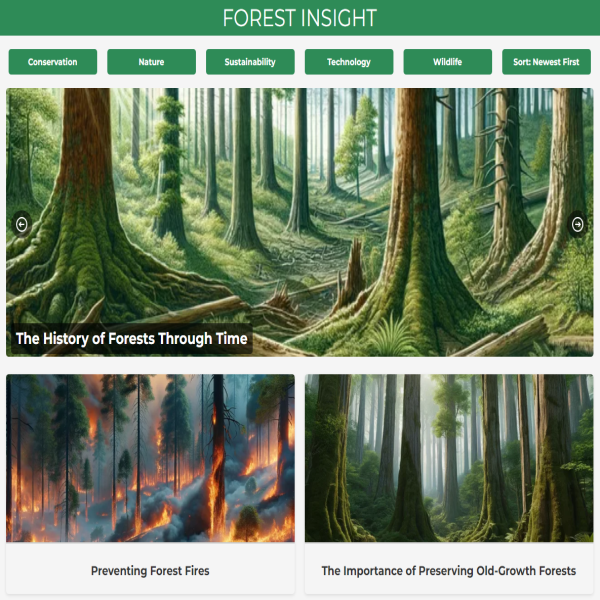 FOREST INSIGHT
Conservation
Nature
Sustainability
Technology
Wildlife
Sort: Newest First
The History of Forests Through Time
Preventing Forest Fires
The Importance of Preserving Old-Growth Forests